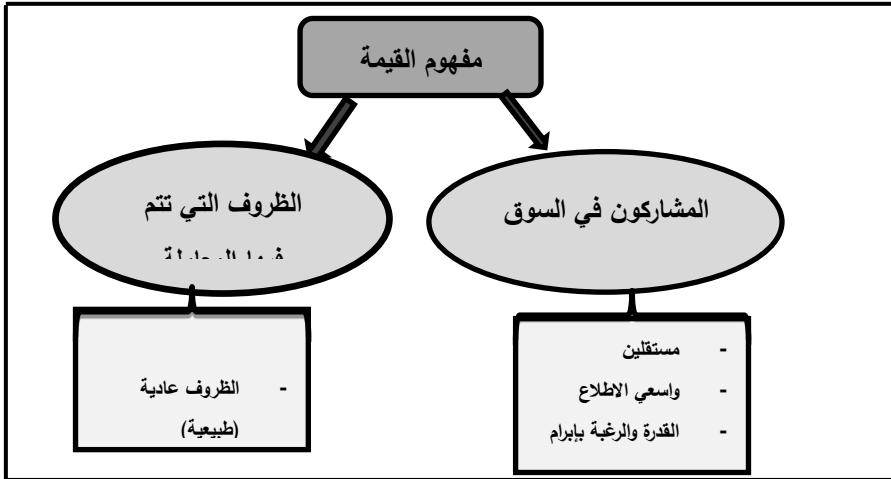 مفهوم القيمة
المشاركون في السوق
الظروف التي تتم
- مستقلين
- واسعي الاطلاع
- القدرة والرغبة بإبرام
- الظروف عادية
(طبيعية)